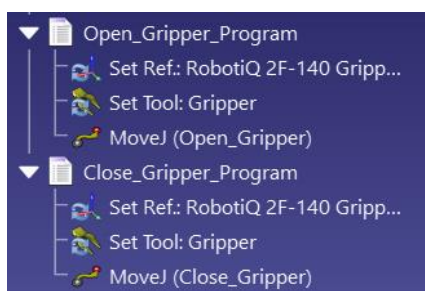 Open_Gripper_Program
Set Ref.: RobotiQ 2F-140 Gripp...
Set Tool: Gripper
MoveJ (Open_Gripper)
Close_Gripper_Program
Set Ref.: RobotiQ 2F-140 Gripp...
Set Tool: Gripper
MoveJ (Close_Gripper)